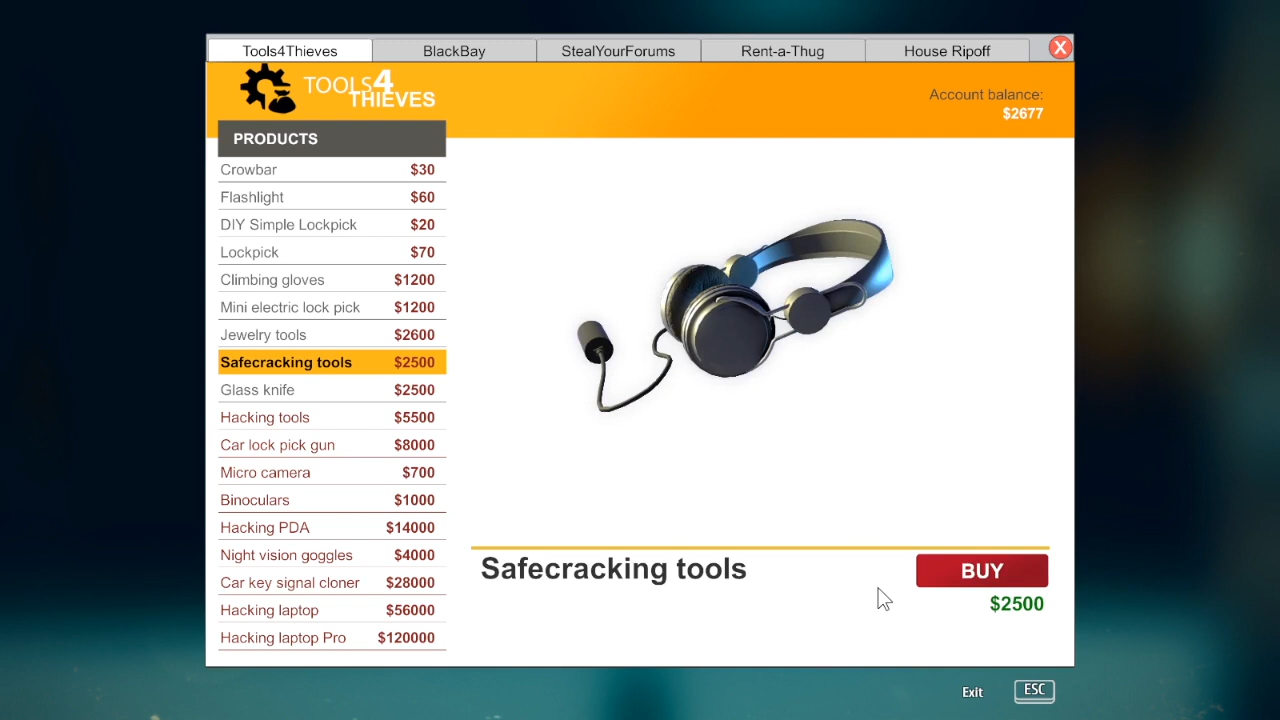 Tools4Thieves BlackBay StealYourForums Rent-a-Thug House Ripoff X
TOOLS4
THIEVES
Account balance:
$2677
PRODUCTS
Crowbar $30
Flashlight $60
DIY Simple Lockpick $20
Lockpick $70
Climbing gloves $1200
Mini electric lock pick $1200
Jewelry tools $2600
Safecracking tools $2500
Glass knife $2500
Hacking tools $5500
Car lock pick gun $8000
Micro camera $700
Binoculars $1000
Hacking PDA $14000
Night vision goggles $4000
Car key signal cloner $28000
Hacking laptop $56000
Hacking laptop Pro $120000
Safecracking tools
BUY
$2500
Exit ESC